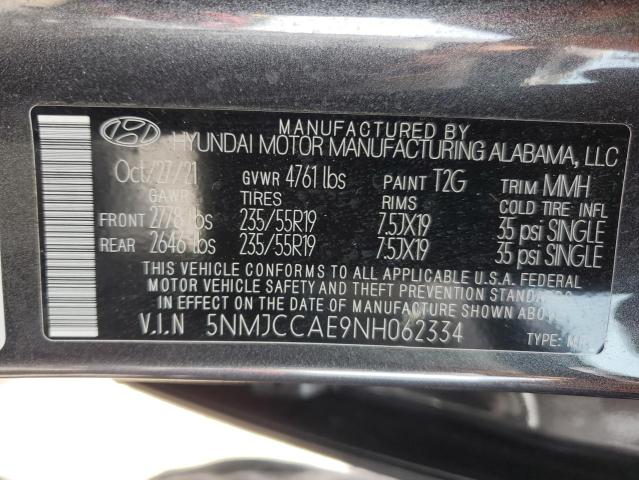 MANUFACTURED BY
HYUNDAI MOTOR MANUFACTURING ALABAMA, LLC
Oct/27/21 GVWR 4761 lbs PAINT T2G TRIM MMH
GAWR TIRES RIMS COLD TIRE INFL
FRONT 2778 lbs 235/55R19 7.5JX19 35 psi SINGLE
REAR 2646 lbs 235/55R19 7.5JX19 35 psi SINGLE
THIS VEHICLE CONFORMS TO ALL APPLICABLE U.S.A. FEDERAL
MOTOR VEHICLE SAFETY AND THEFT PREVENTION STANDARDS
IN EFFECT ON THE DATE OF MANUFACTURE SHOWN ABOVE.
V.I.N 5NMJCCAE9NH062334
TYPE: